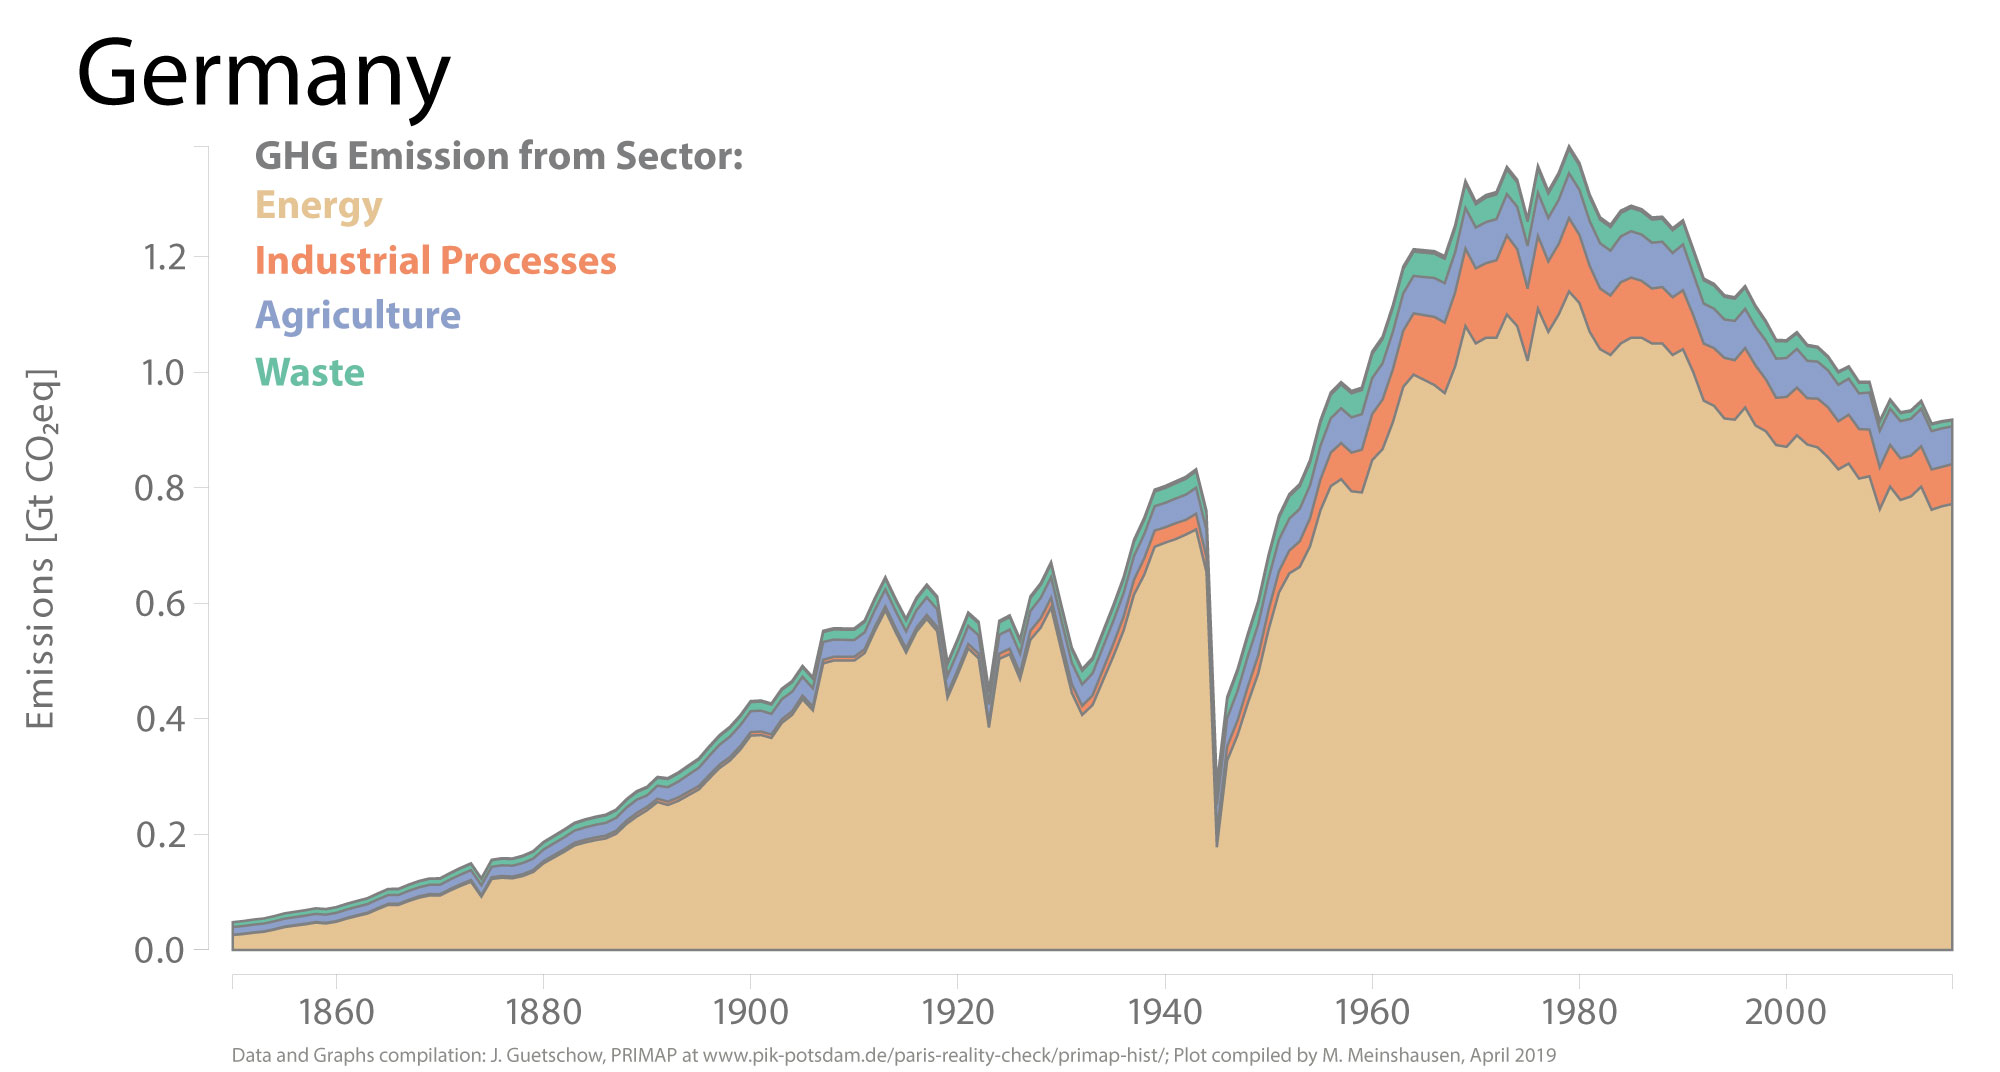 Germany
GHG Emission from Sector:
Energy
Industrial Processes
Agriculture
Waste
Emissions [Gt CO₂eq]
1.2
1.0
0.8
0.6
0.4
0.2
0.0
1860 1880 1900 1920 1940 1960 1980 2000
Data and Graphs compilation: J. Guetschow, PRIMAP at www.pik-potsdam.de/paris-reality-check/primap-hist/; Plot compiled by M. Meinshausen, April 2019